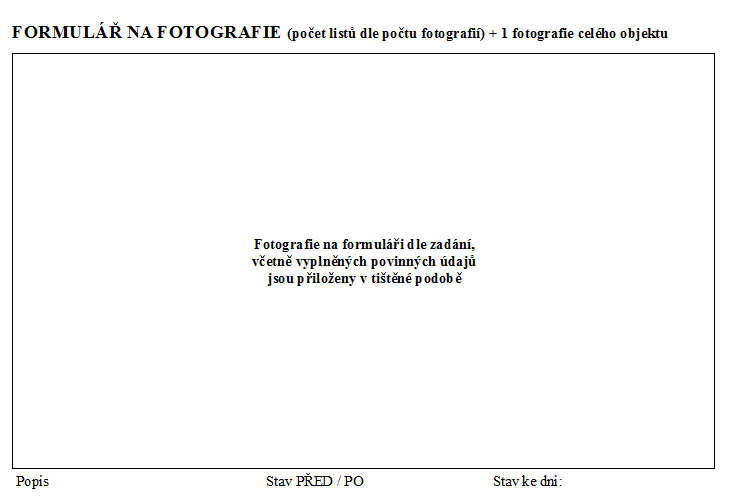 FORMULÁŘ NA FOTOGRAFIE (počet listů dle počtu fotografií) + 1 fotografie celého objektu
Fotografie na formuláři dle zadání,
včetně vyplněných povinných údajů
jsou přiloženy v tištěné podobě
Popis Stav PŘED / PO Stav ke dni: